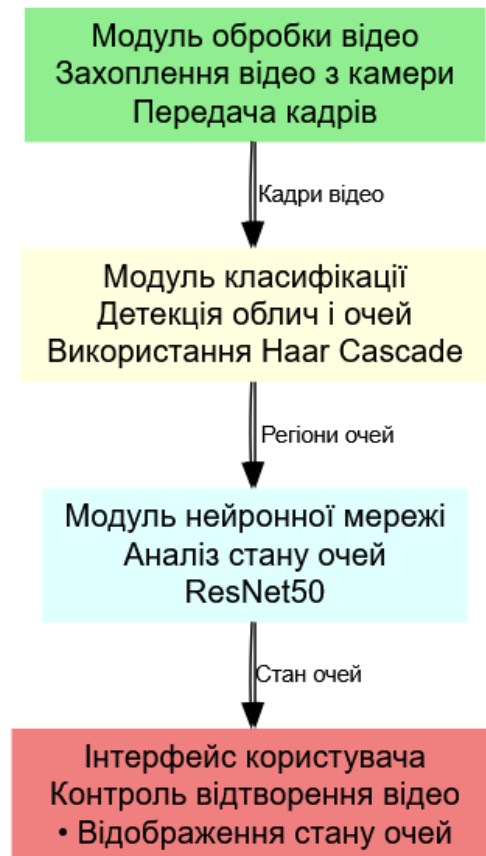 Модуль обробки відео
Захоплення відео з камери
Передача кадрів
Кадри відео
Модуль класифікації
Детекція облич і очей
Використання Haar Cascade
Регіони очей
Модуль нейронної мережі
Аналіз стану очей
ResNet50
Стан очей
Інтерфейс користувача
Контроль відтворення відео
• Відображення стану очей